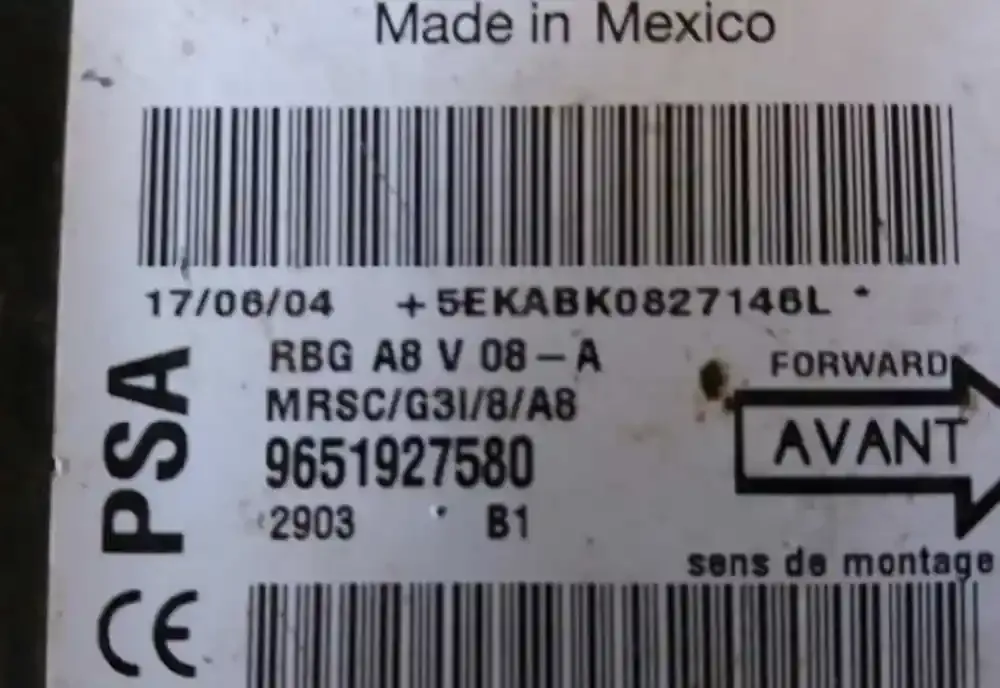 Made in Mexico
17/06/04 +5EKABK0827146L *
RBG A8 V 08-A
MRSC/G3I/8/A8
9651927580
2903 * B1
PSA
CE
FORWARD
AVANT
sens de montage